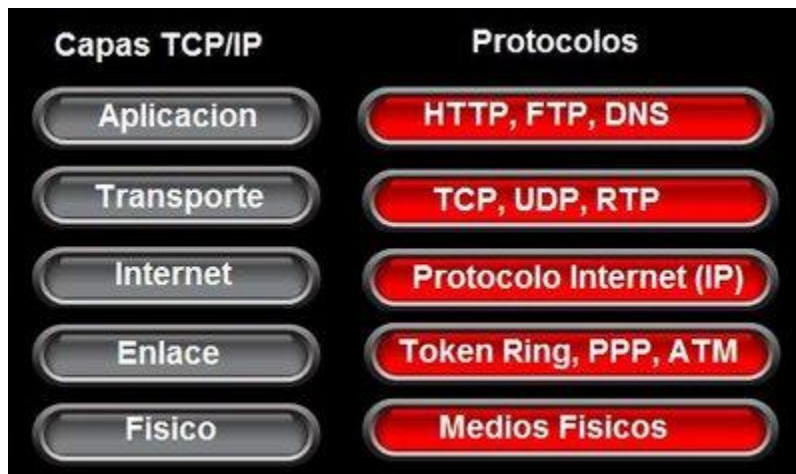 Capas TCP/IP Protocolos
Aplicacion HTTP, FTP, DNS
Transporte TCP, UDP, RTP
Internet Protocolo Internet (IP)
Enlace Token Ring, PPP, ATM
Fisico Medios Fisicos